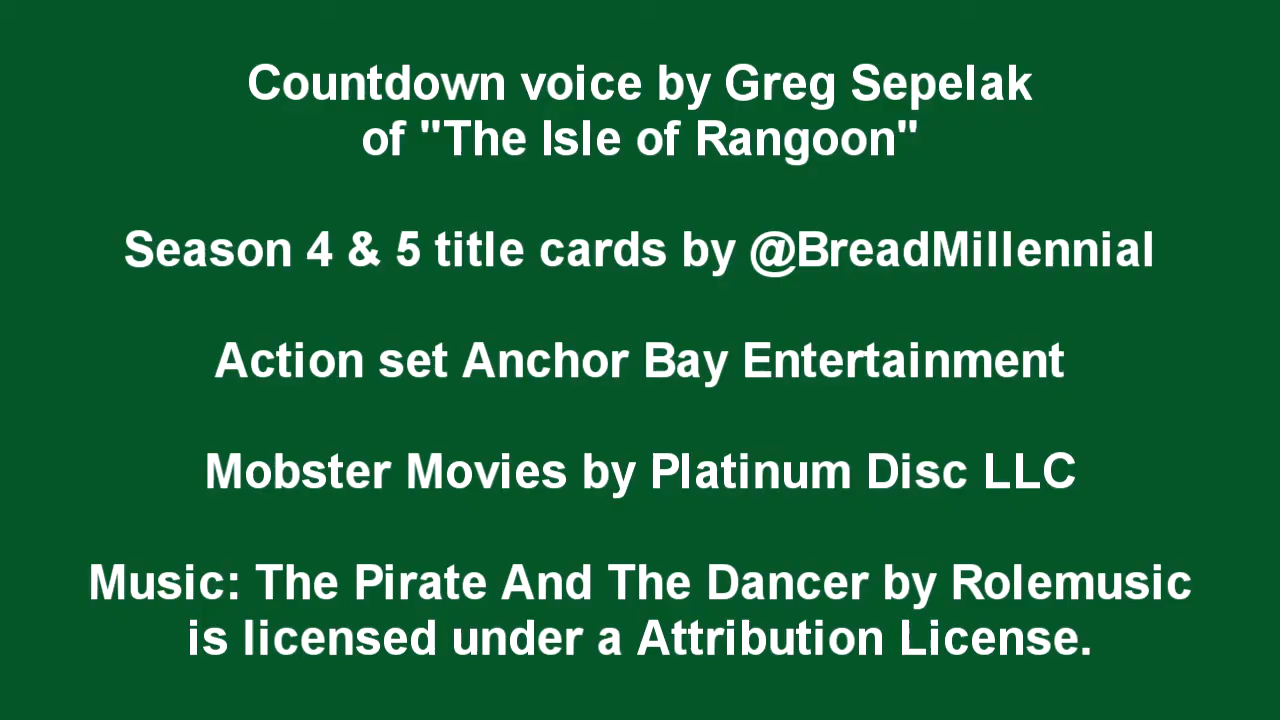 Countdown voice by Greg Sepelak
of "The Isle of Rangoon"
Season 4 & 5 title cards by @BreadMillennial
Action set Anchor Bay Entertainment
Mobster Movies by Platinum Disc LLC
Music: The Pirate And The Dancer by Rolemusic
is licensed under a Attribution License.